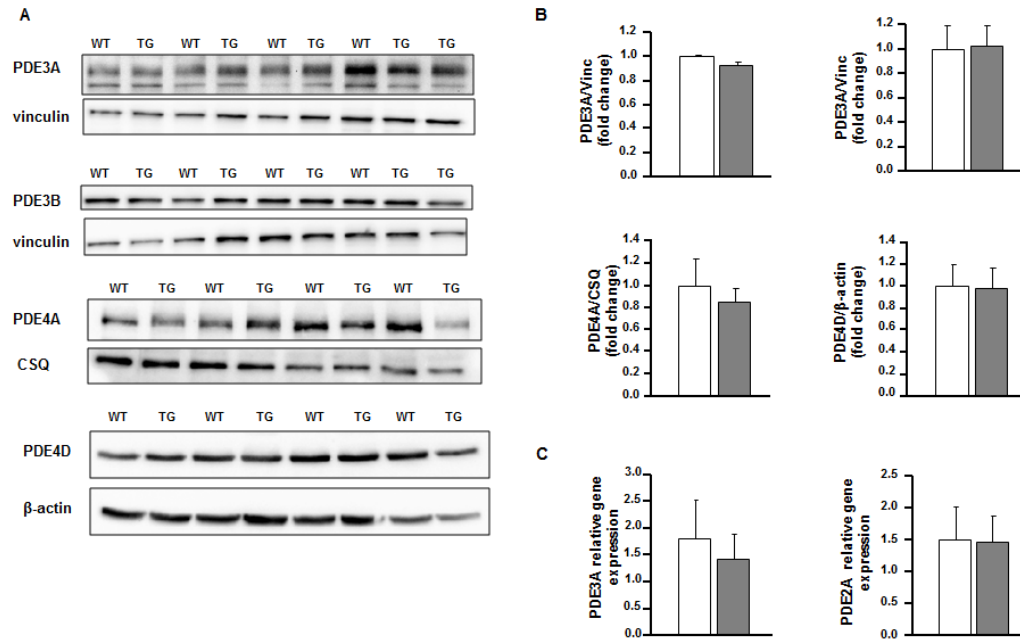 A
WT TG WT TG WT TG WT TG TG
PDE3A
vinculin
WT TG WT TG WT TG WT TG TG
PDE3B
vinculin
WT TG WT TG WT TG WT TG
PDE4A
CSQ
WT TG WT TG WT TG WT TG
PDE4D
β-actin
B
PDE3A/Vinc
(fold change)
1.2
1.0
0.8
0.6
0.4
0.2
0.0
PDE3A/Vinc
(fold change)
1.2
1.0
0.8
0.6
0.4
0.2
0.0
PDE4A/CSQ
(fold change)
1.4
1.2
1.0
0.8
0.6
0.4
0.2
0.0
PDE4D/β-actin
(fold change)
1.4
1.2
1.0
0.8
0.6
0.4
0.2
0.0
C
PDE3A relative gene
expression
3.0
2.5
2.0
1.5
1.0
0.5
0.0
PDE2A relative gene
expression
2.5
2.0
1.5
1.0
0.5
0.0